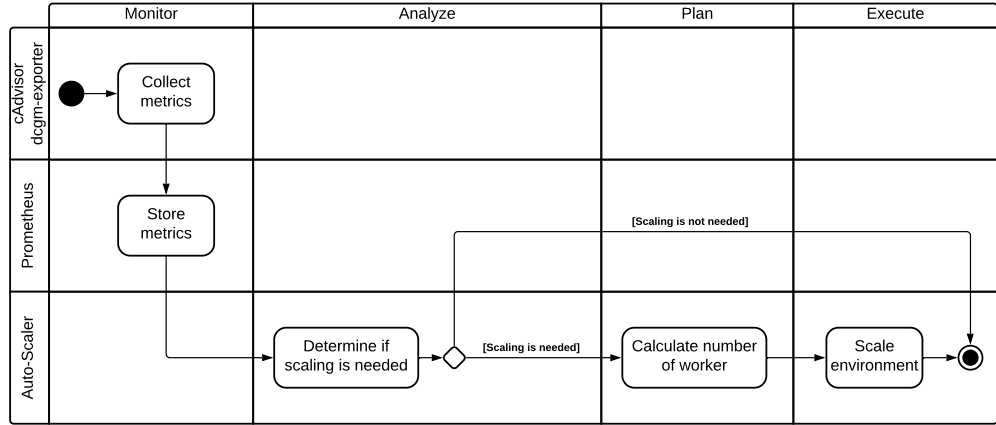 Monitor
Analyze
Plan
Execute
cAdvisor
dcgm-exporter
Collect
metrics
Prometheus
Store
metrics
[Scaling is not needed]
Auto-Scaler
Determine if
scaling is needed
[Scaling is needed]
Calculate number
of worker
Scale
environment